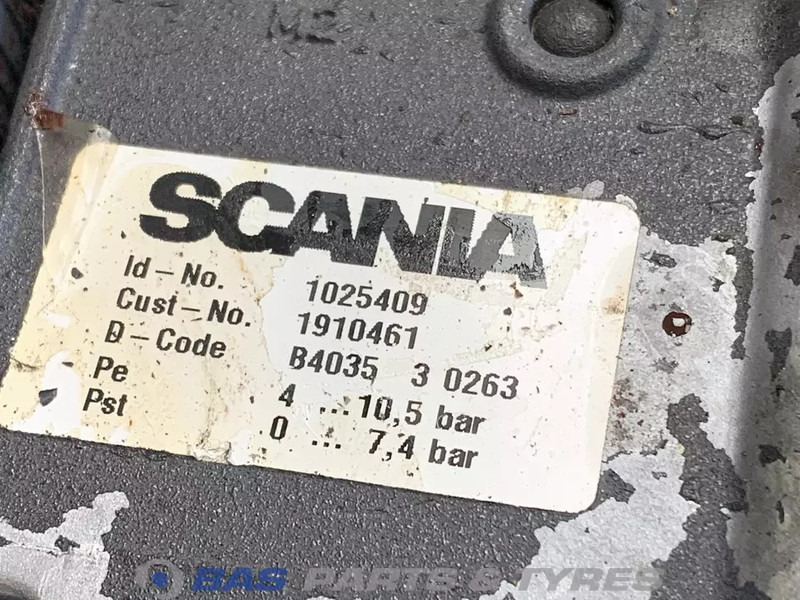 M2
SCANIA
Id-No. 1025409
Cust-No. 1910461
D-Code B4035 3 0263
Pe 4 ... 10,5 bar
Pst 0 ... 7,4 bar
BAS PARTS & TYRES